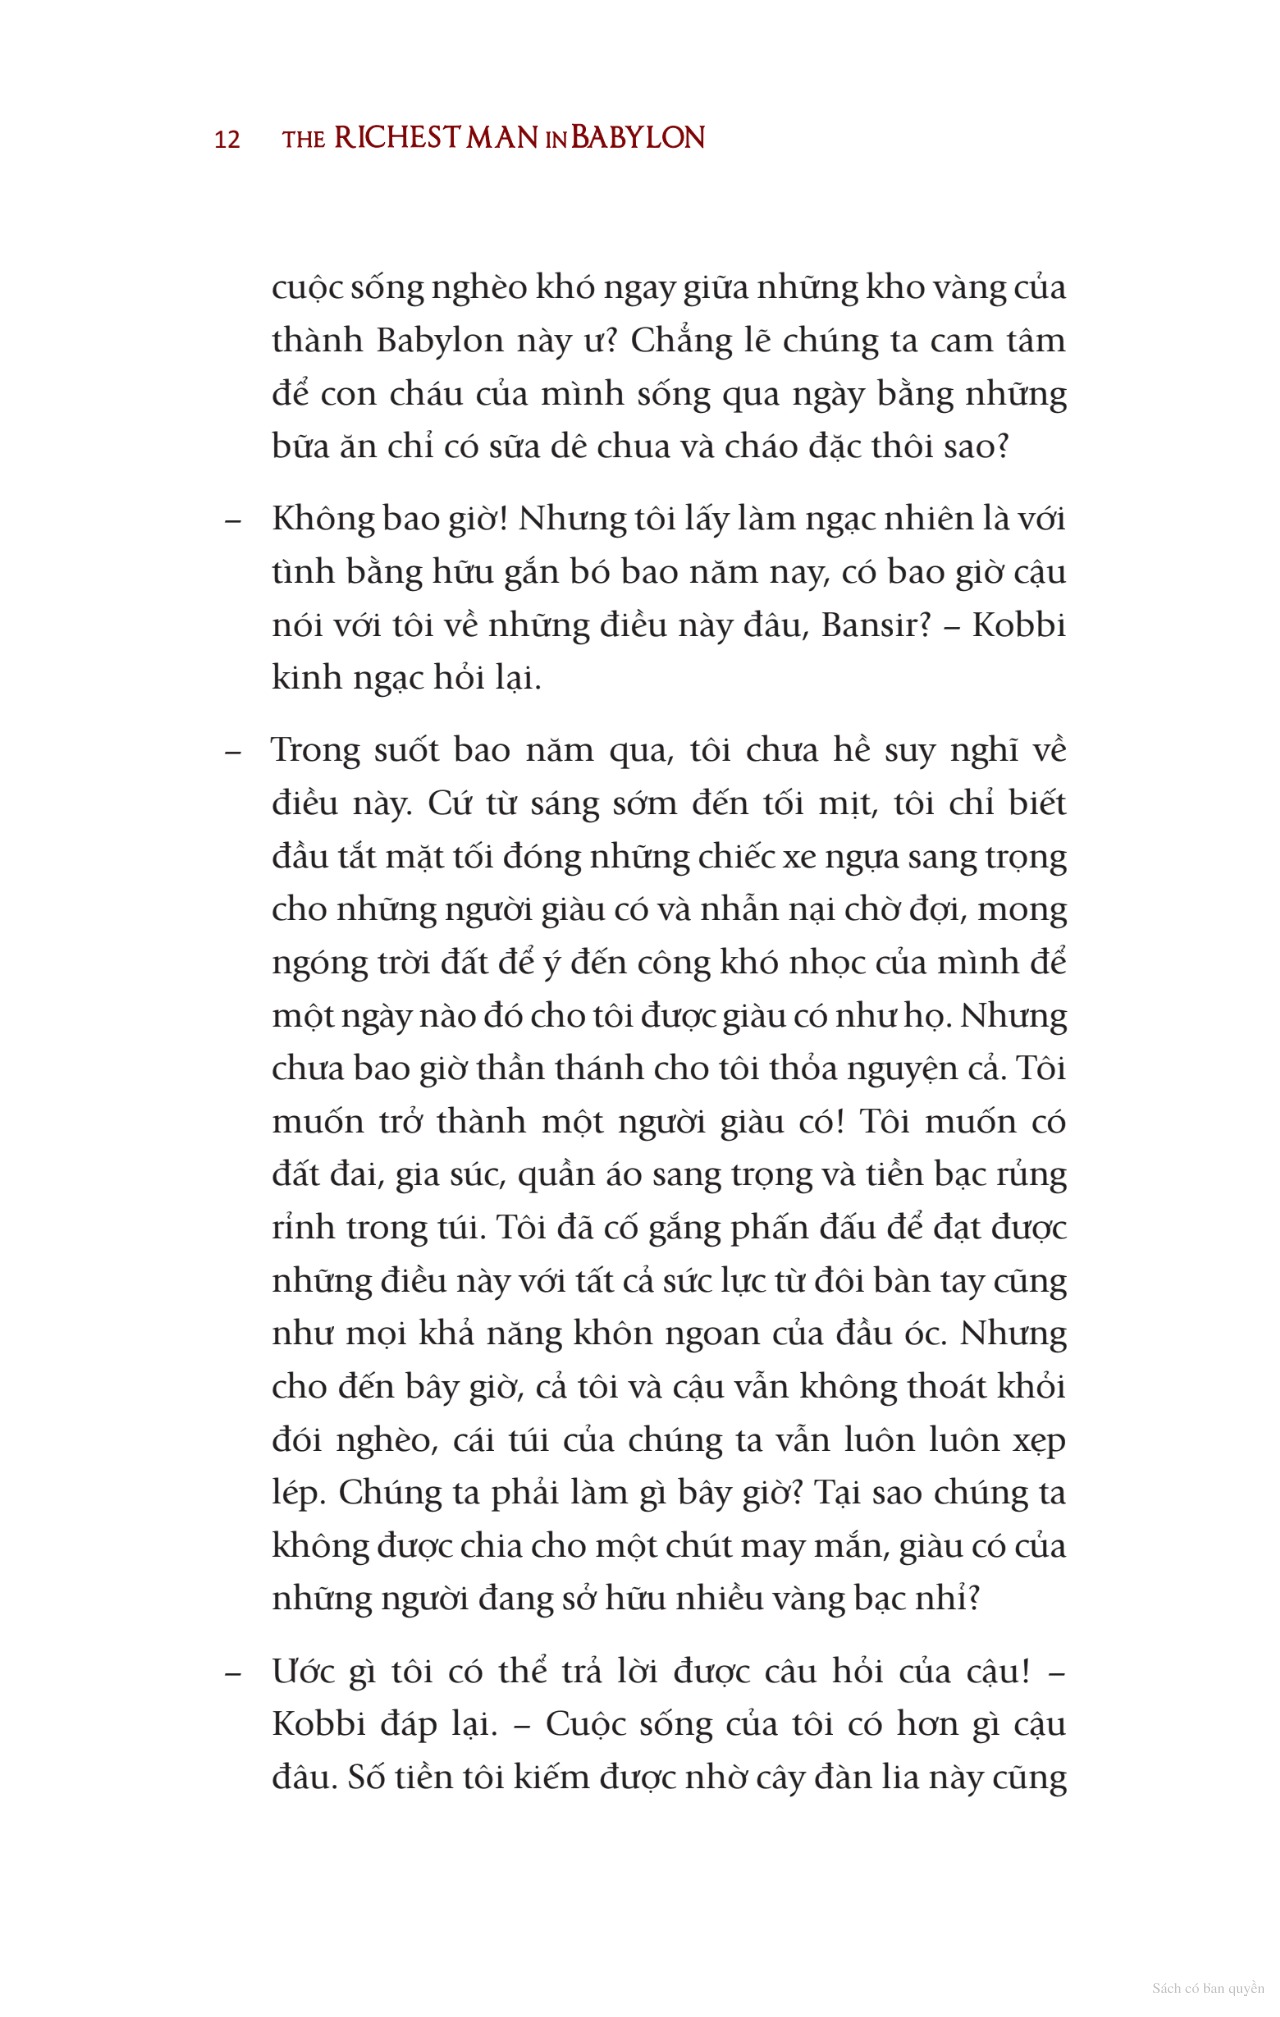 12 THE RICHEST MAN IN BABYLON
cuộc sống nghèo khó ngay giữa những kho vàng của
thành Babylon này ư? Chẳng lẽ chúng ta cam tâm
để con cháu của mình sống qua ngày bằng những
bữa ăn chỉ có sữa dê chua và cháo đặc thôi sao?
– Không bao giờ! Nhưng tôi lấy làm ngạc nhiên là với
tình bằng hữu gắn bó bao năm nay, có bao giờ cậu
nói với tôi về những điều này đâu, Bansir? – Kobbi
kinh ngạc hỏi lại.
– Trong suốt bao năm qua, tôi chưa hề suy nghĩ về
điều này. Cứ từ sáng sớm đến tối mịt, tôi chỉ biết
đầu tắt mặt tối đóng những chiếc xe ngựa sang trọng
cho những người giàu có và nhẫn nại chờ đợi, mong
ngóng trời đất để ý đến công khó nhọc của mình để
một ngày nào đó cho tôi được giàu có như họ. Nhưng
chưa bao giờ thần thánh cho tôi thỏa nguyện cả. Tôi
muốn trở thành một người giàu có! Tôi muốn có
đất đai, gia súc, quần áo sang trọng và tiền bạc rủng
rỉnh trong túi. Tôi đã cố gắng phấn đấu để đạt được
những điều này với tất cả sức lực từ đôi bàn tay cũng
như mọi khả năng khôn ngoan của đầu óc. Nhưng
cho đến bây giờ, cả tôi và cậu vẫn không thoát khỏi
đói nghèo, cái túi của chúng ta vẫn luôn luôn xẹp
lép. Chúng ta phải làm gì bây giờ? Tại sao chúng ta
không được chia cho một chút may mắn, giàu có của
những người đang sở hữu nhiều vàng bạc nhỉ?
– Ước gì tôi có thể trả lời được câu hỏi của cậu! –
Kobbi đáp lại. – Cuộc sống của tôi có hơn gì cậu
đâu. Số tiền tôi kiếm được nhờ cây đàn lia này cũng
Sách có bản quyền